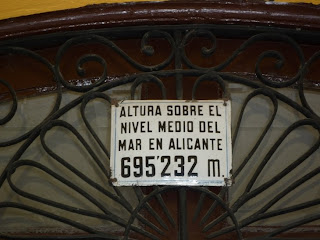 ALTURA SOBRE EL
NIVEL MEDIO DEL
MAR EN ALICANTE
695'232 m.